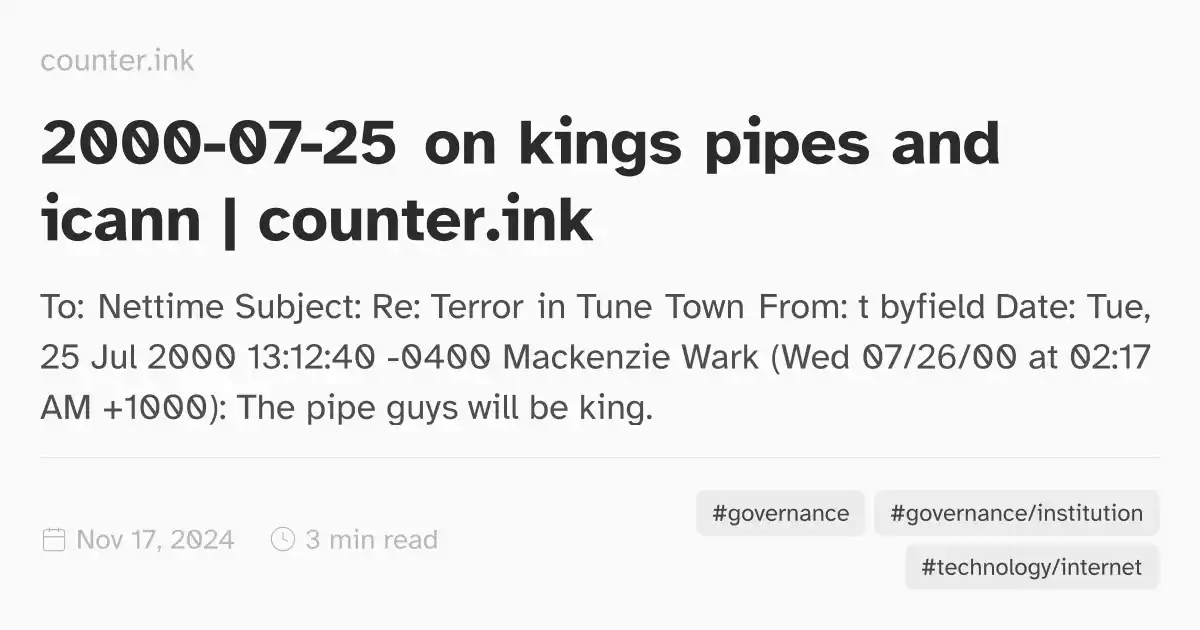 counter.ink
2000-07-25 on kings pipes and
icann | counter.ink
To: Nettime Subject: Re: Terror in Tune Town From: t byfield Date: Tue,
25 Jul 2000 13:12:40 -0400 Mackenzie Wark (Wed 07/26/00 at 02:17
AM +1000): The pipe guys will be king.
Nov 17, 2024 3 min read
#governance #governance/institution
#technology/internet